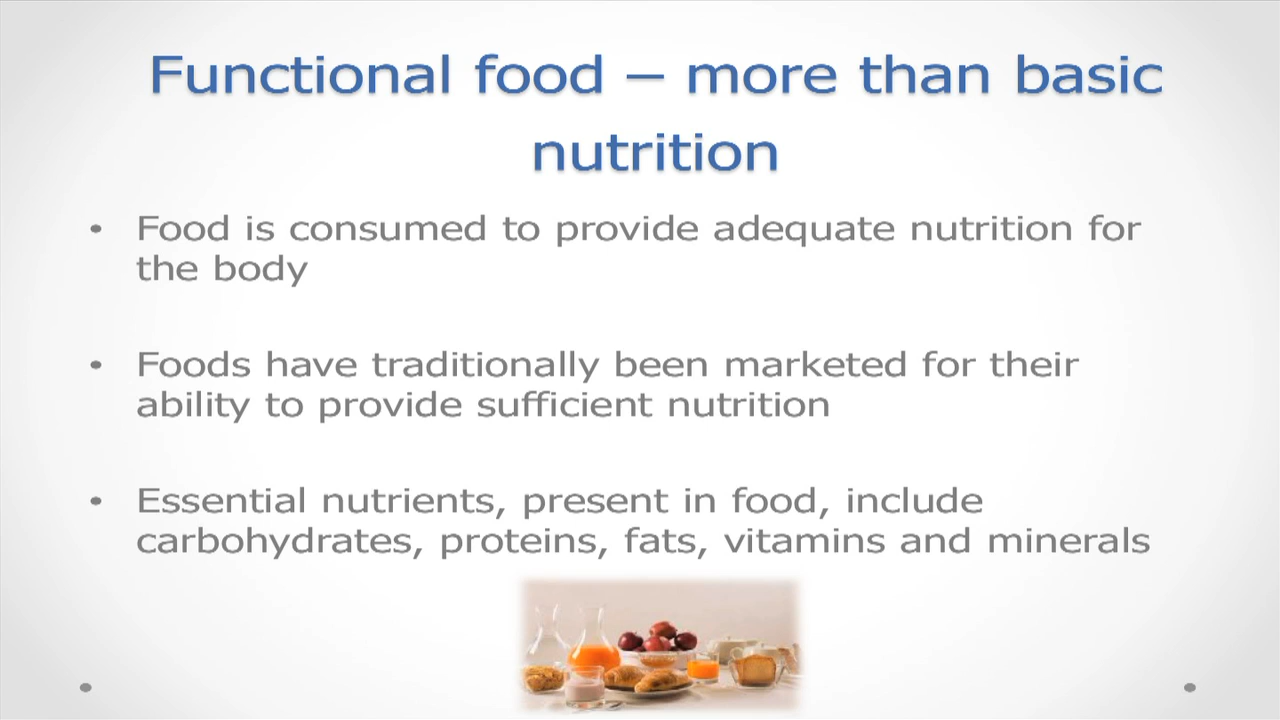 Functional food – more than basic
nutrition
• Food is consumed to provide adequate nutrition for
the body
• Foods have traditionally been marketed for their
ability to provide sufficient nutrition
• Essential nutrients, present in food, include
carbohydrates, proteins, fats, vitamins and minerals